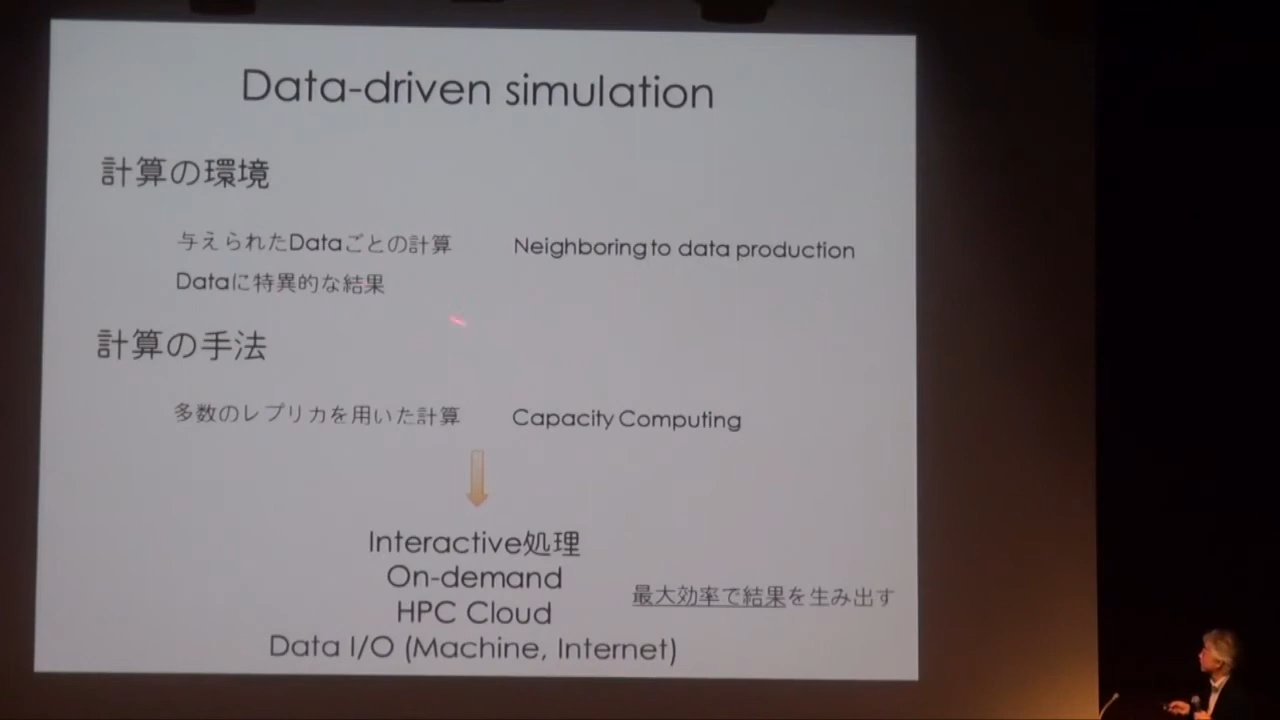 Data-driven simulation
計算の環境
与えられたDataごとの計算
Neighboring to data production
Dataに特異的な結果
計算の手法
多数のレプリカを用いた計算
Capacity Computing
Interactive処理
On-demand
HPC Cloud
最大効率で結果を生み出す
Data I/O (Machine, Internet)